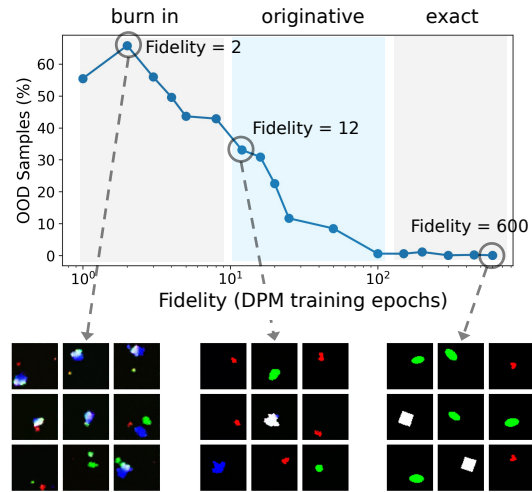 burn in originative exact
Fidelity = 2
Fidelity = 12
Fidelity = 600
OOD Samples (%)
60
50
40
30
20
10
0
10⁰ 10¹ 10² 
Fidelity (DPM training epochs)